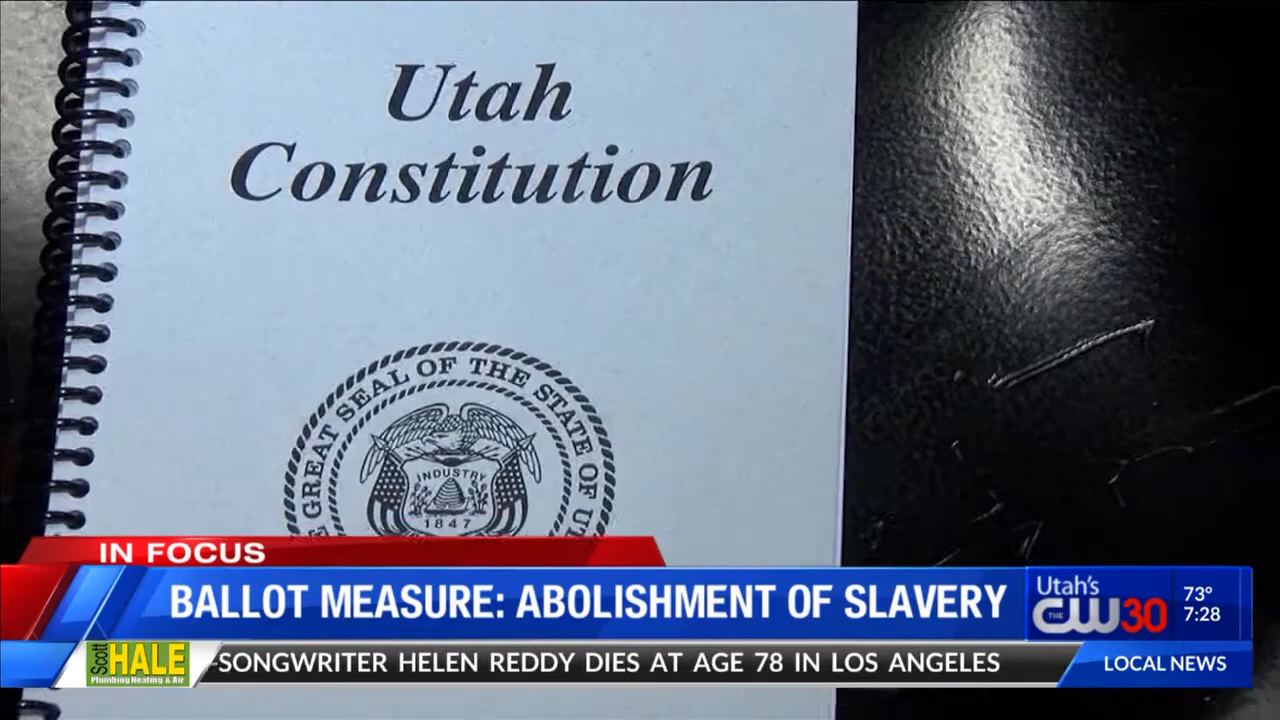 Utah
Constitution
GREAT SEAL OF THE STATE OF
INDUSTRY
1847
IN FOCUS
BALLOT MEASURE: ABOLISHMENT OF SLAVERY
Utah's
THE CW30
73°
7:28
Scott HALE
Plumbing Heating & Air
-SONGWRITER HELEN REDDY DIES AT AGE 78 IN LOS ANGELES
LOCAL NEWS